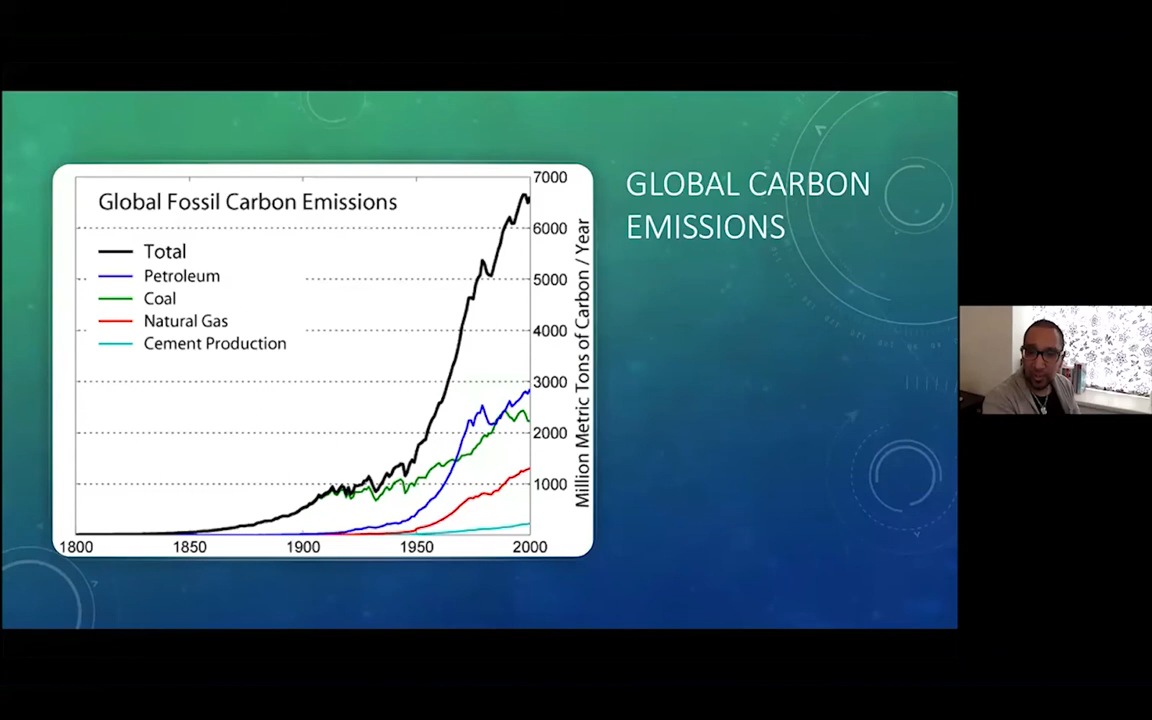 Global Fossil Carbon Emissions
Total
Petroleum
Coal
Natural Gas
Cement Production
7000
6000
5000
4000
3000
2000
1000
Million Metric Tons of Carbon / Year
1800 1850 1900 1950 2000
GLOBAL CARBON
EMISSIONS